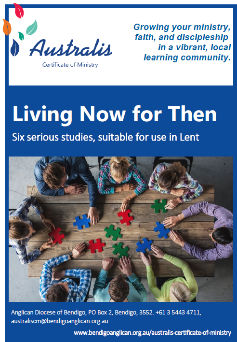 Growing your ministry,
faith, and discipleship
in a vibrant, local
learning community.
Australis
Certificate of Ministry
Living Now for Then
Six serious studies, suitable for use in Lent
Anglican Diocese of Bendigo, PO Box 2, Bendigo, 3552. +61 3 5443 4711,
australiscm@bendigoanglican.org.au
www.bendigoanglican.org.au/australis-certificate-of-ministry